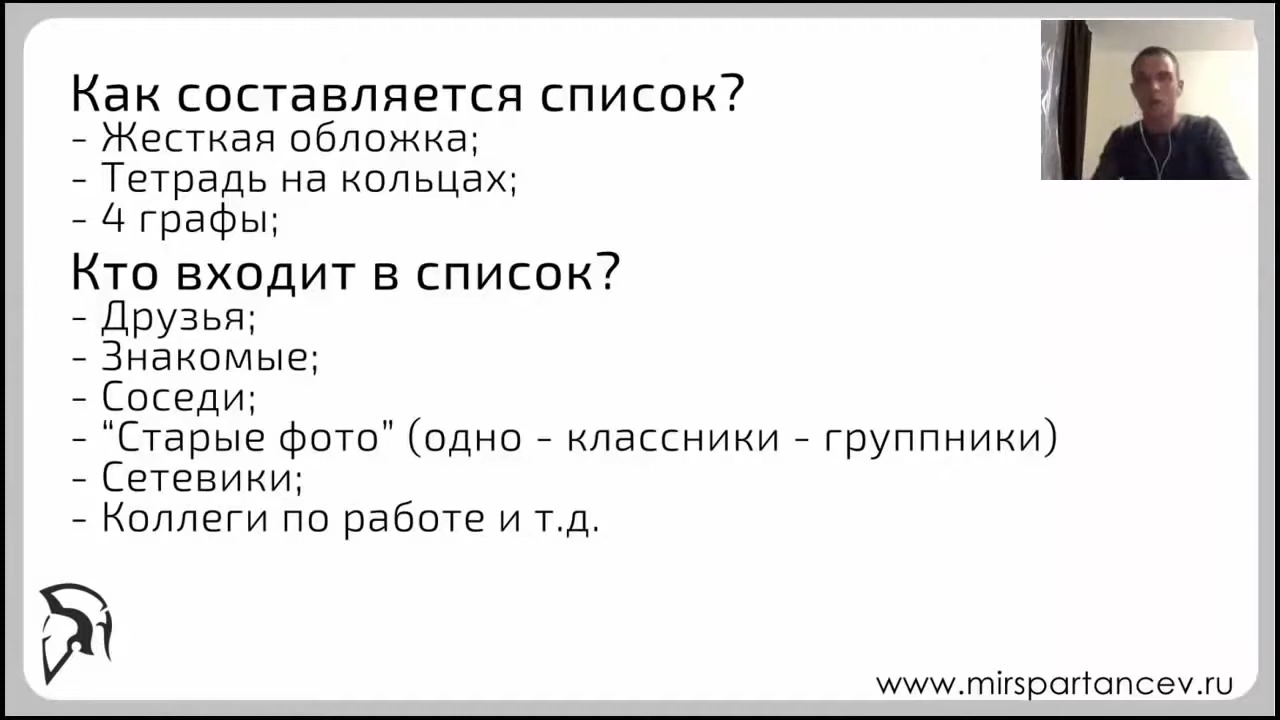 Как составляется список?
- Жесткая обложка;
- Тетрадь на кольцах;
- 4 графы;
Кто входит в список?
- Друзья;
- Знакомые;
- Соседи;
- “Старые фото” (одно - классники - группники)
- Сетевики;
- Коллеги по работе и т.д.
www.mirspartancev.ru